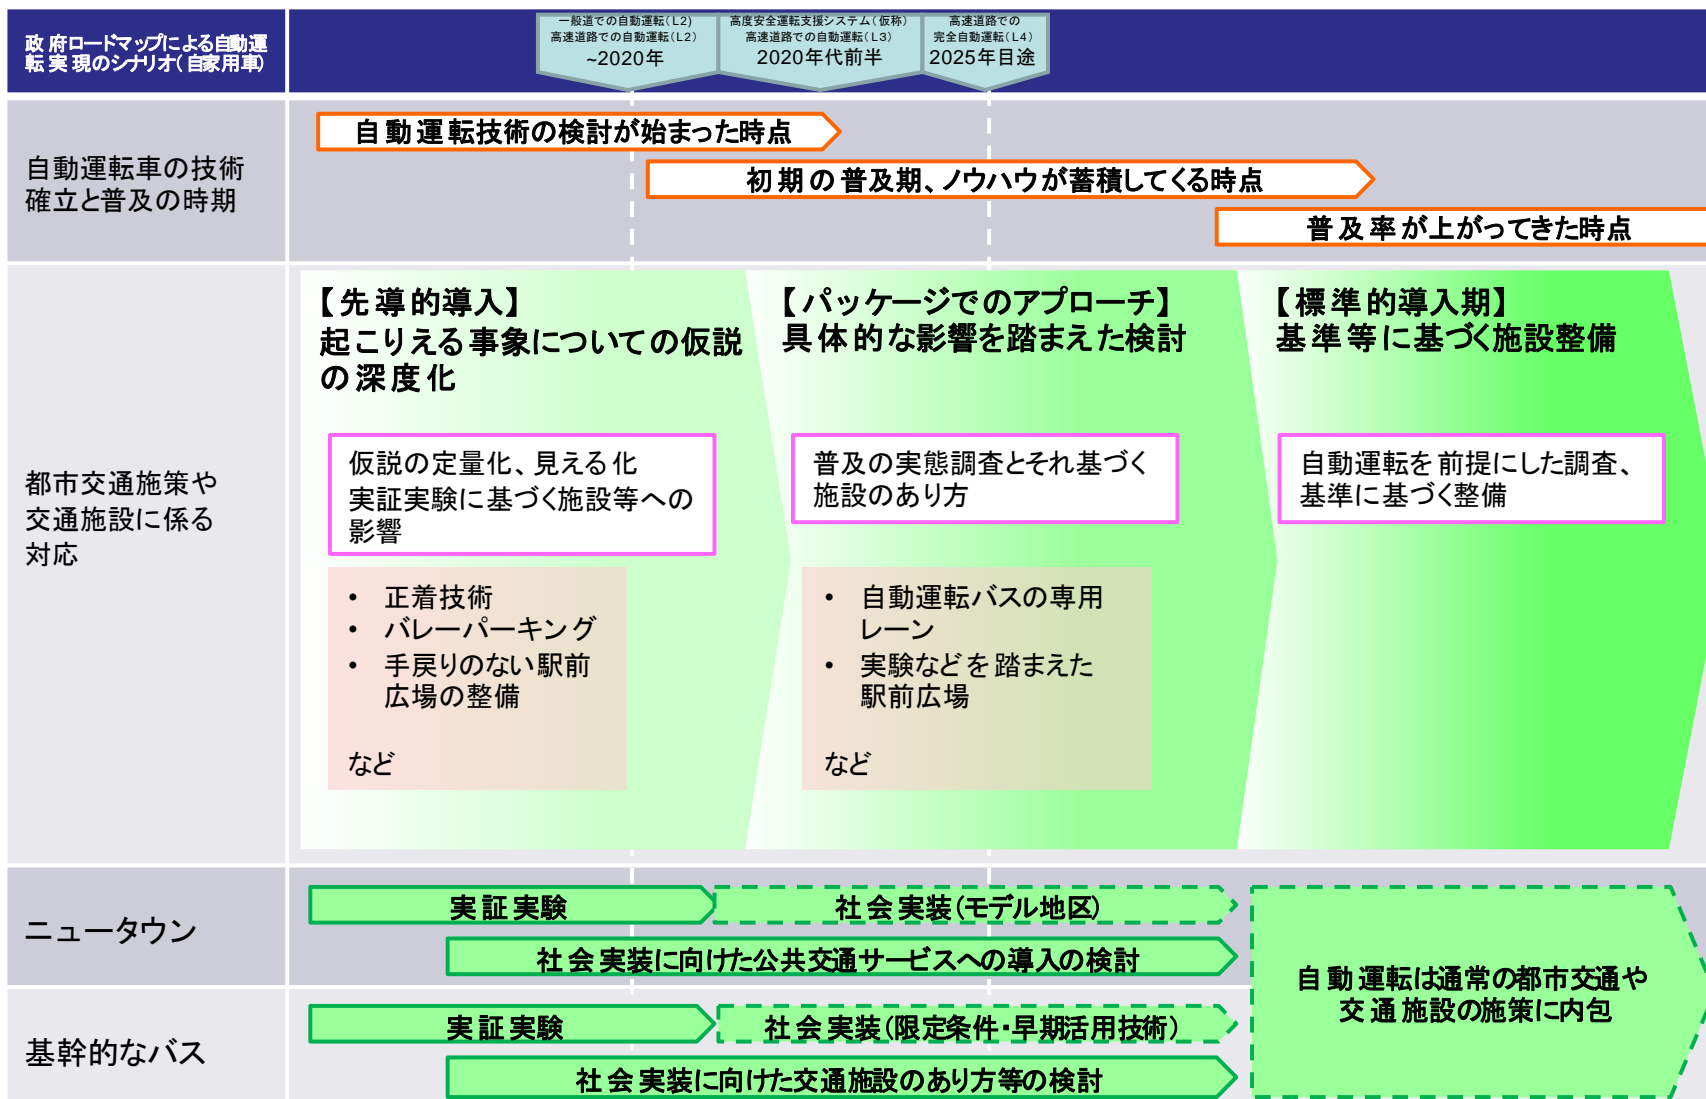 政府ロードマップによる自動運
転実現のシナリオ(自家用車)
一般道での自動運転(L2)
高速道路での自動運転(L2)
~2020年
高度安全運転支援システム(仮称)
高速道路での自動運転(L3)
2020年代前半
高速道路での
完全自動運転(L4)
2025年目途
自動運転車の技術
確立と普及の時期
自動運転技術の検討が始まった時点
初期の普及期、ノウハウが蓄積してくる時点
普及率が上がってきた時点
都市交通施策や
交通施設に係る
対応
【先導的導入】
起こりえる事象についての仮説
の深度化
仮説の定量化、見える化
実証実験に基づく施設等への
影響
• 正着技術
• バレーパーキング
• 手戻りのない駅前
広場の整備
など
【パッケージでのアプローチ】
具体的な影響を踏まえた検討
普及の実態調査とそれ基づく
施設のあり方
• 自動運転バスの専用
レーン
• 実験などを踏まえた
駅前広場
など
【標準的導入期】
基準等に基づく施設整備
自動運転を前提にした調査、
基準に基づく整備
ニュータウン
実証実験
社会実装(モデル地区)
社会実装に向けた公共交通サービスへの導入の検討
基幹的なバス
実証実験
社会実装(限定条件・早期活用技術)
社会実装に向けた交通施設のあり方等の検討
自動運転は通常の都市交通や
交通施設の施策に内包